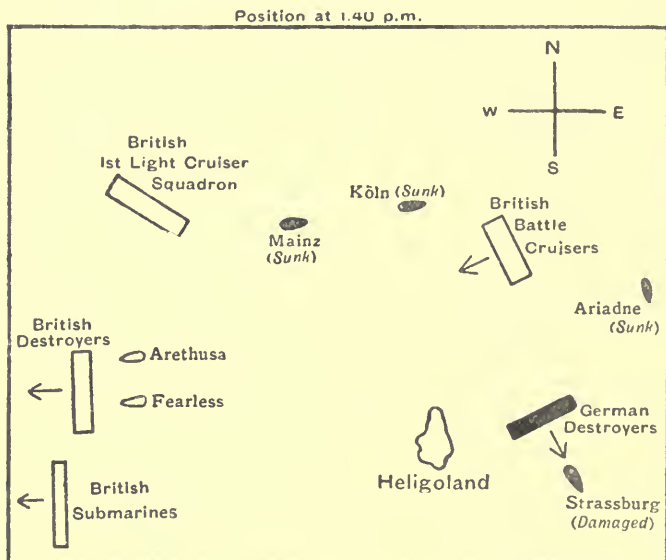 Position at 1.40 p.m.
N
W E
S
British
1st Light Cruiser
Squadron
Köln (Sunk)
Mainz
(Sunk)
British
Battle
Cruisers
Ariadne
(Sunk)
British
Destroyers
Arethusa
Fearless
German
Destroyers
Heligoland
British
Submarines
Strassburg
(Damaged)